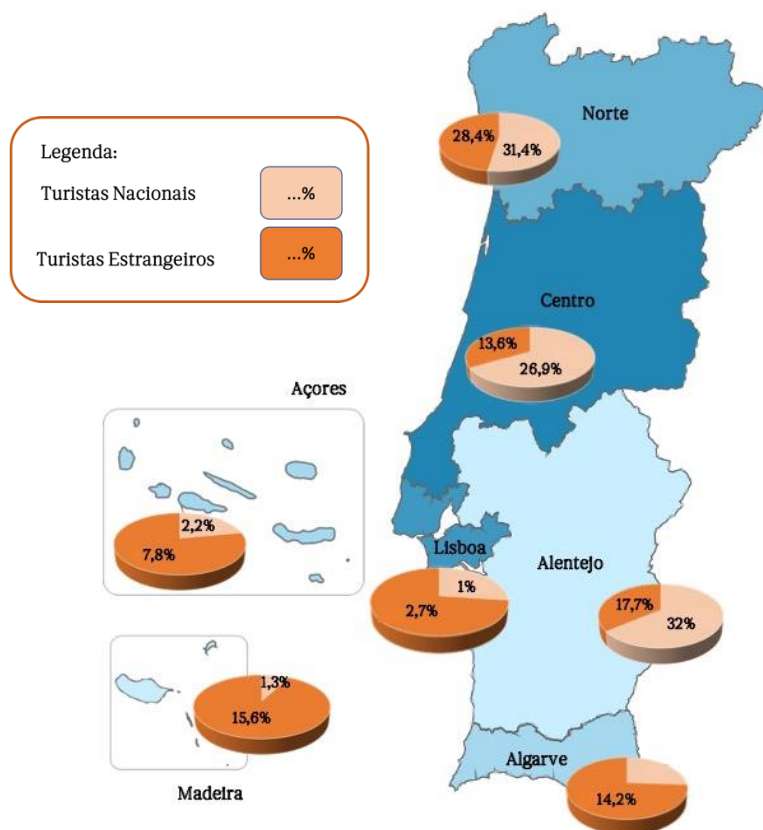 Legenda:
Turistas Nacionais
...%
Turistas Estrangeiros
...%
Norte
28,4%
31,4%
Centro
13,6%
26,9%
Açores
2,2%
7,8%
Lisboa
1%
2,7%
Alentejo
17,7%
32%
1,3%
15,6%
Madeira
Algarve
14,2%